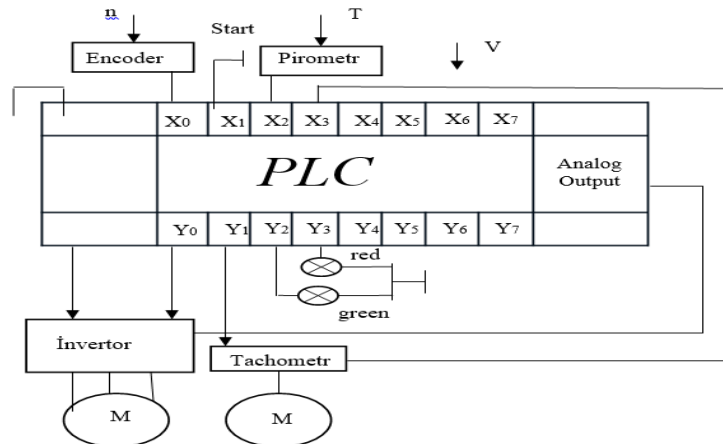 n
T
Start
V
Encoder
Pirometr
X0 X1 X2 X3 X4 X5 X6 X7
PLC
Analog
Output
Y0 Y1 Y2 Y3 Y4 Y5 Y6 Y7
red
green
İnvertor
Tachometr
M
M